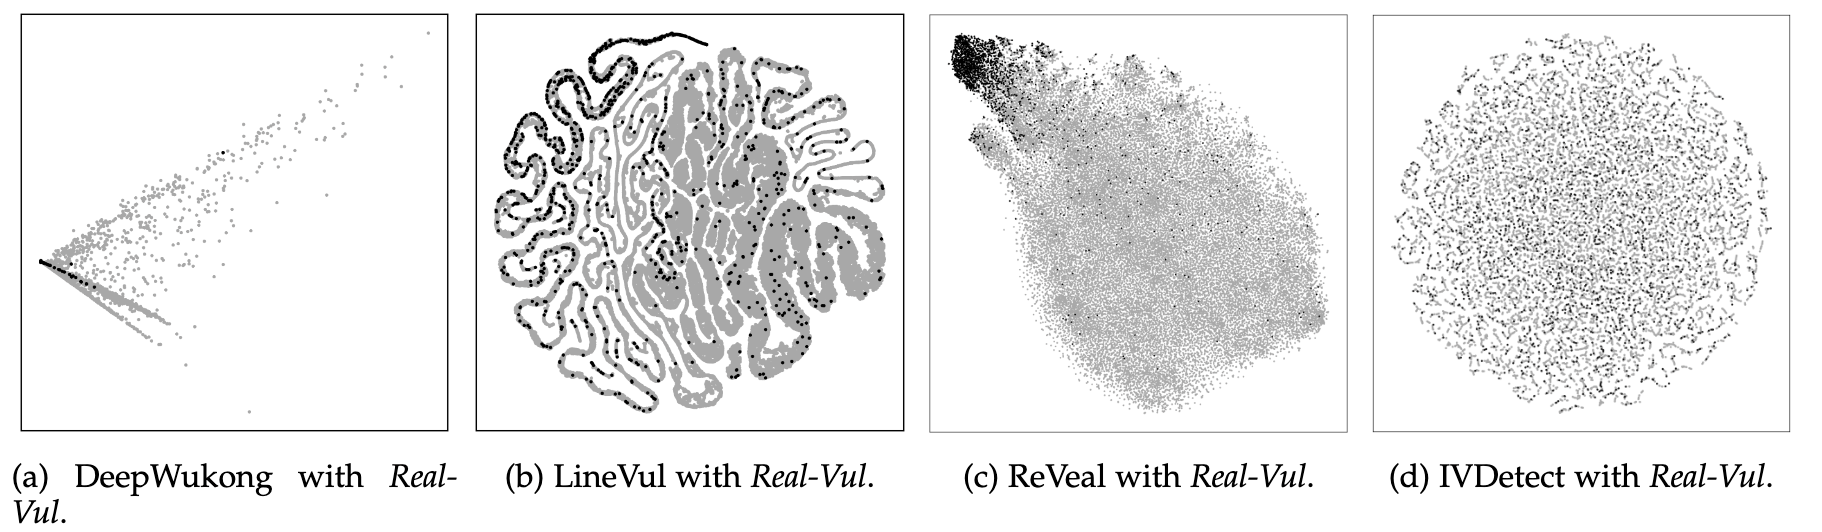 (a) DeepWukong with Real-
Vul.
(b) LineVul with Real-Vul.
(c) ReVeal with Real-Vul.
(d) IVDetect with Real-Vul.